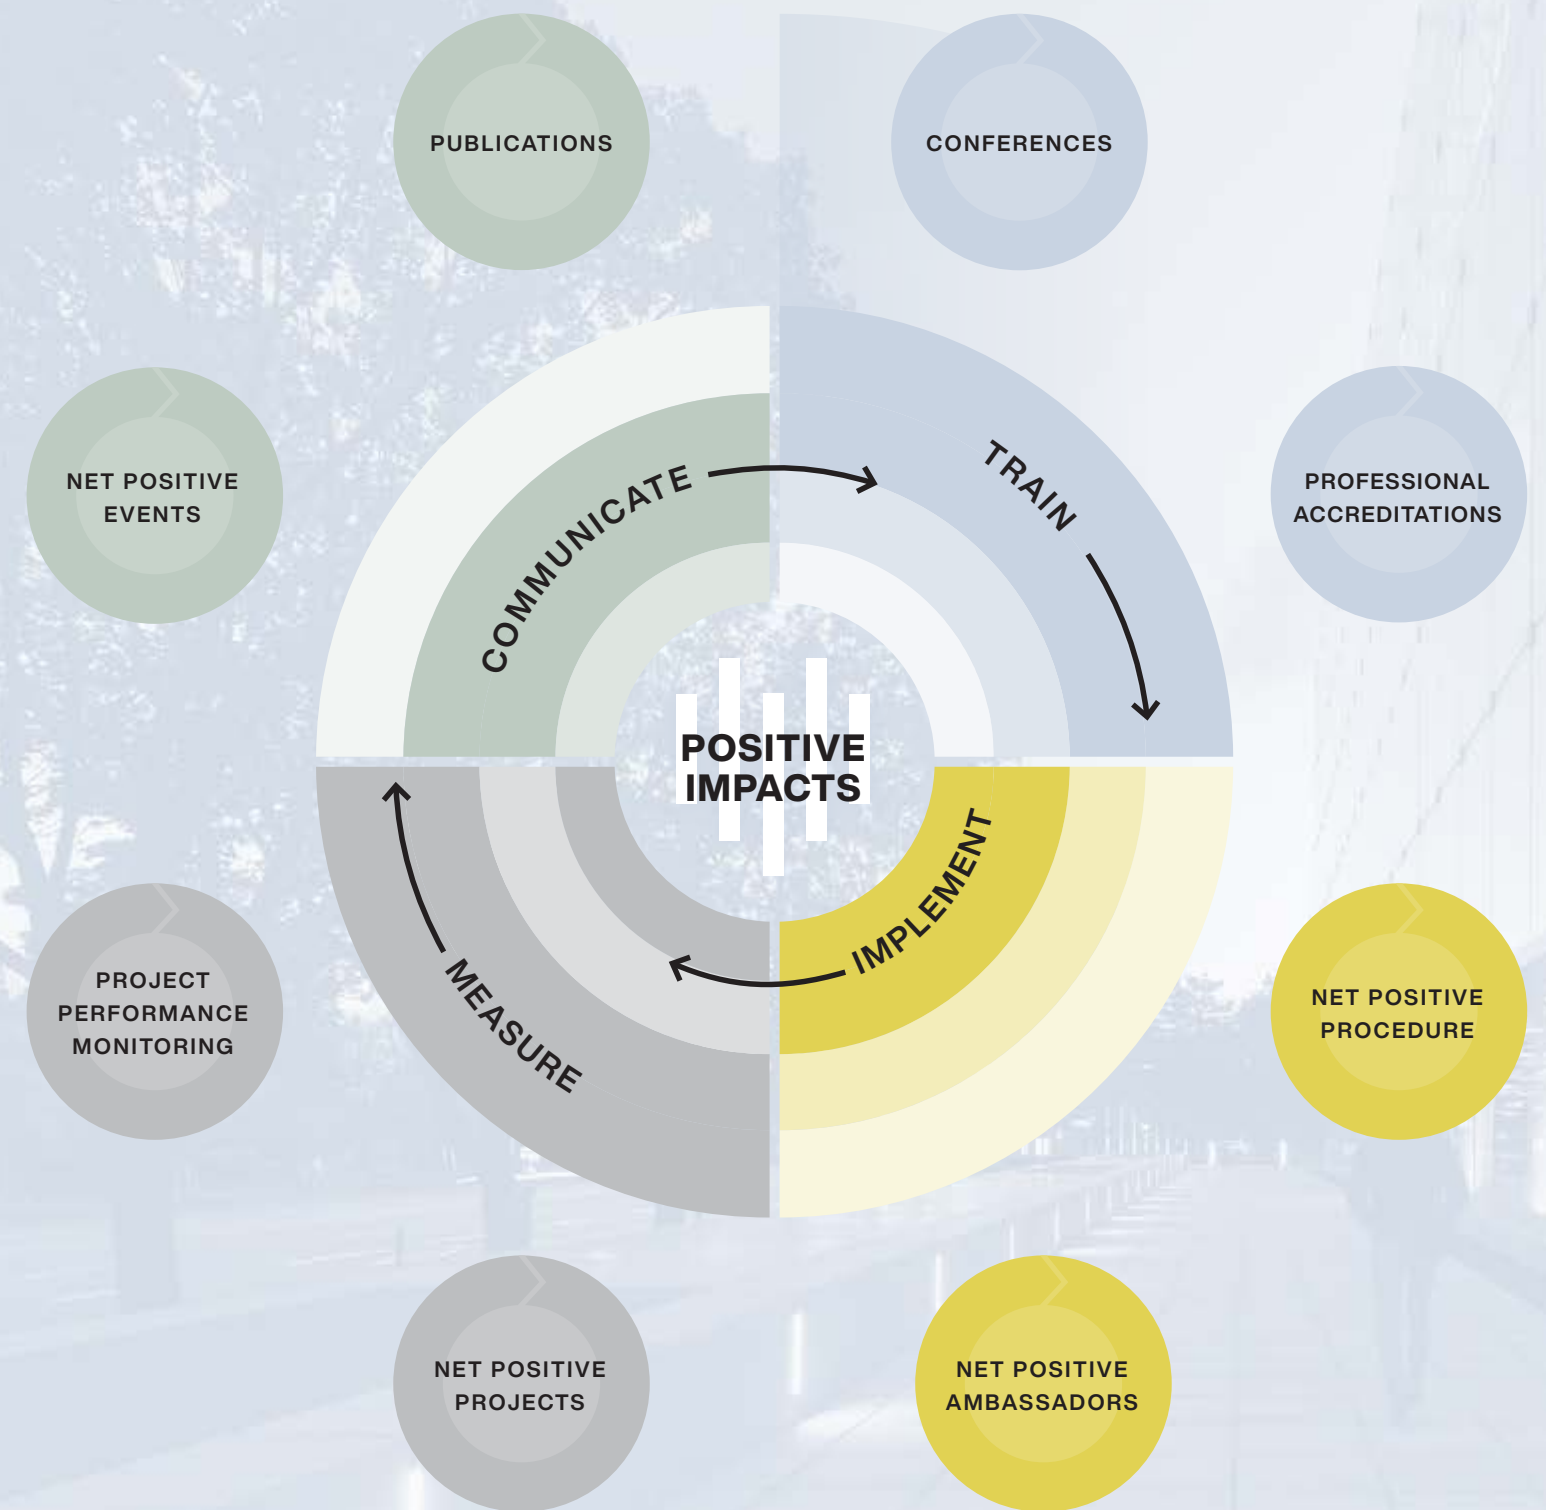 PUBLICATIONS
CONFERENCES
NET POSITIVE
EVENTS
COMMUNICATE
TRAIN
PROFESSIONAL
ACCREDITATIONS
POSITIVE
IMPACTS
PROJECT
PERFORMANCE
MONITORING
MEASURE
IMPLEMENT
NET POSITIVE
PROCEDURE
NET POSITIVE
PROJECTS
NET POSITIVE
AMBASSADORS